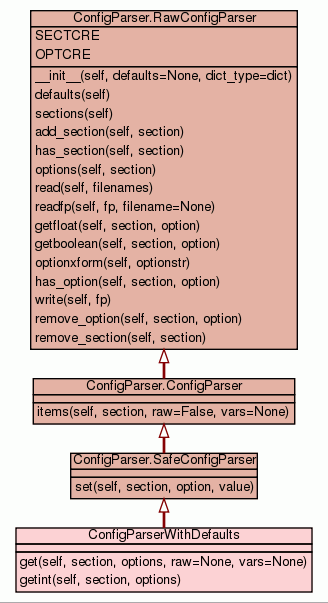 ConfigParser.RawConfigParser
SECTCRE
OPTCRE
__init__(self, defaults=None, dict_type=dict)
defaults(self)
sections(self)
add_section(self, section)
has_section(self, section)
options(self, section)
read(self, filenames)
readfp(self, fp, filename=None)
getfloat(self, section, option)
getboolean(self, section, option)
optionxform(self, optionstr)
has_option(self, section, option)
write(self, fp)
remove_option(self, section, option)
remove_section(self, section)
ConfigParser.ConfigParser
items(self, section, raw=False, vars=None)
ConfigParser.SafeConfigParser
set(self, section, option, value)
ConfigParserWithDefaults
get(self, section, options, raw=None, vars=None)
getint(self, section, options)